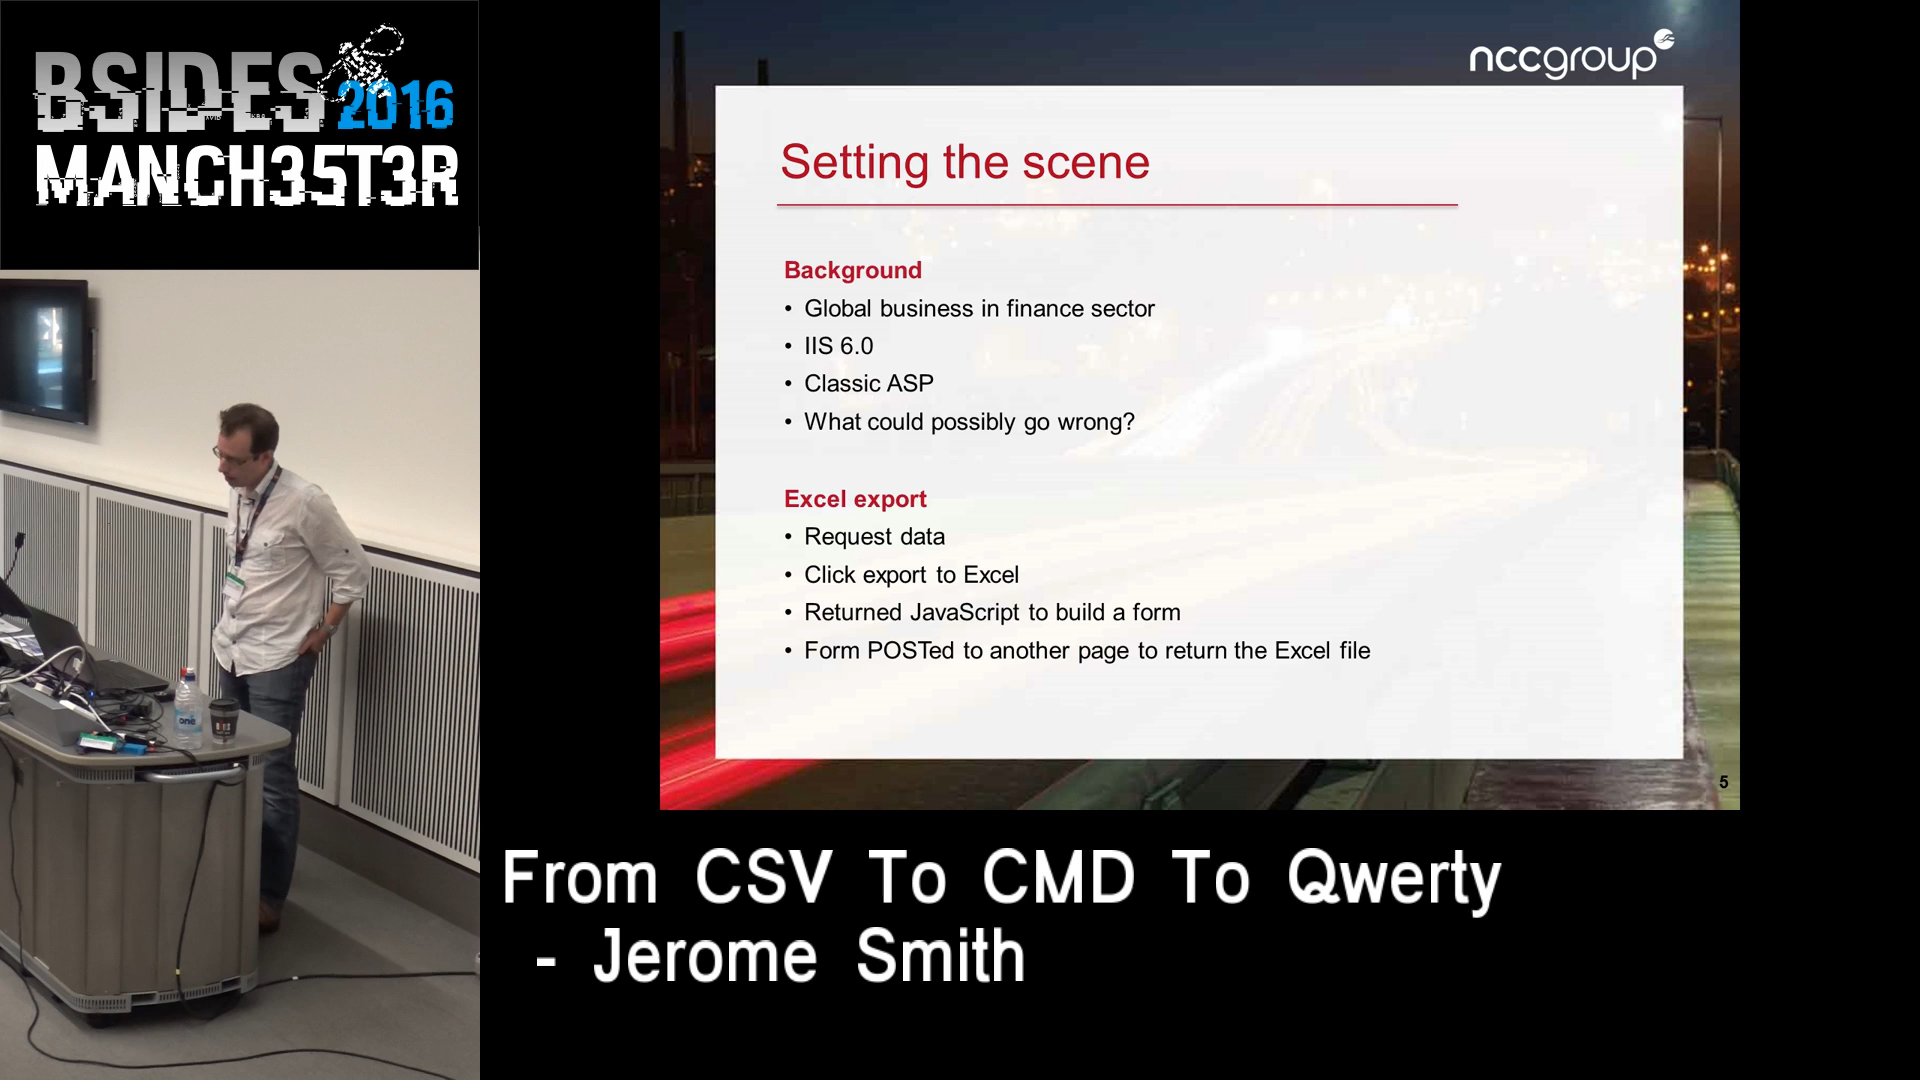 BSIDES 2016
MANCH35T3R
nccgroup
Setting the scene
Background
• Global business in finance sector
• IIS 6.0
• Classic ASP
• What could possibly go wrong?
Excel export
• Request data
• Click export to Excel
• Returned JavaScript to build a form
• Form POSTed to another page to return the Excel file
5
one
From CSV To CMD To Qwerty
- Jerome Smith